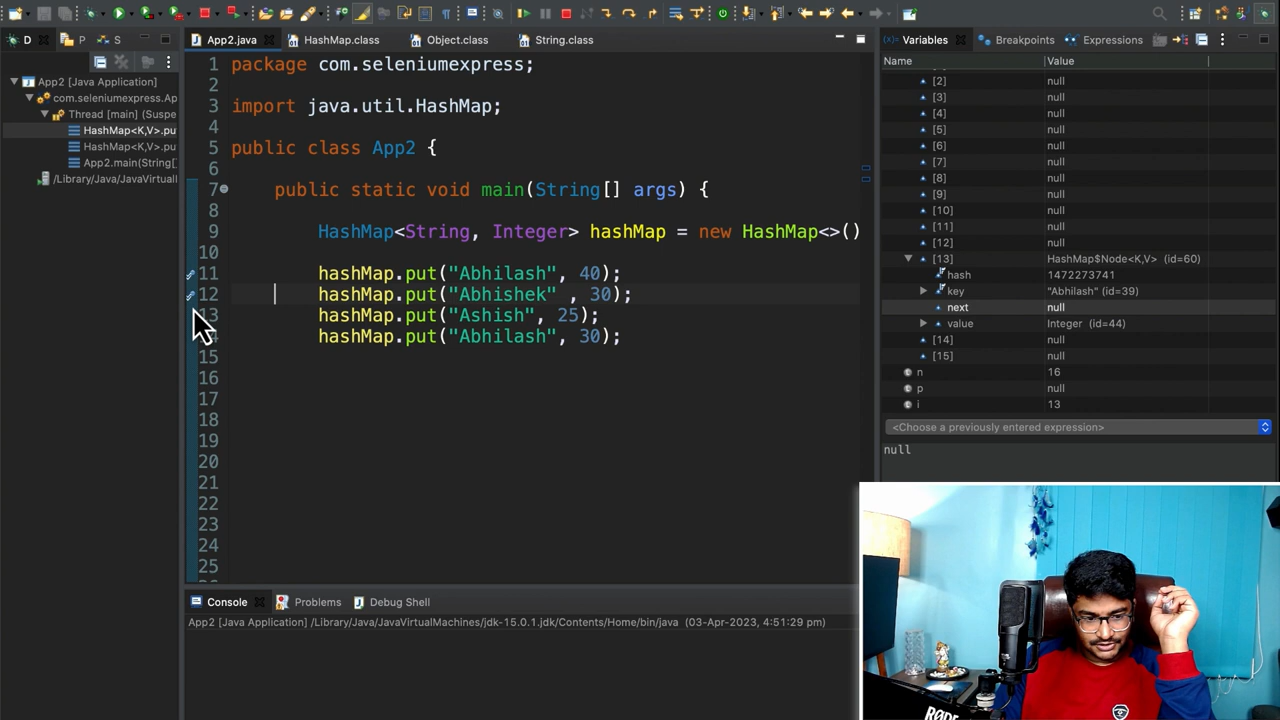 D
P
S
App2.java
HashMap.class
Object.class
String.class
Variables
Breakpoints
Expressions
App2 [Java Application]
com.seleniumexpress.Ap
Thread [main] (Suspe
HashMap<K,V>.pu
HashMap<K,V>.pu
App2.main(String[]
/Library/Java/JavaVirtuall
1 package com.seleniumexpress;
2
3 import java.util.HashMap;
4
5 public class App2 {
6
7 public static void main(String[] args) {
8
9 HashMap<String, Integer> hashMap = new HashMap<>()
10
11 hashMap.put("Abhilash", 40);
12 hashMap.put("Abhishek" , 30);
13 hashMap.put("Ashish", 25);
14 hashMap.put("Abhilash", 30);
15
16
17
18
19
20
21
22
23
24
25
Name Value
[2] null
[3] null
[4] null
[5] null
[6] null
[7] null
[8] null
[9] null
[10] null
[11] null
[12] null
[13] HashMap$Node<K,V> (id=60)
hash 1472273741
key "Abhilash" (id=39)
next null
value Integer (id=44)
[14] null
[15] null
n 16
p null
i 13
<Choose a previously entered expression>
null
Console
Problems
Debug Shell
App2 [Java Application] /Library/Java/JavaVirtualMachines/jdk-15.0.1.jdk/Contents/Home/bin/java (03-Apr-2023, 4:51:29 pm)
RØDE